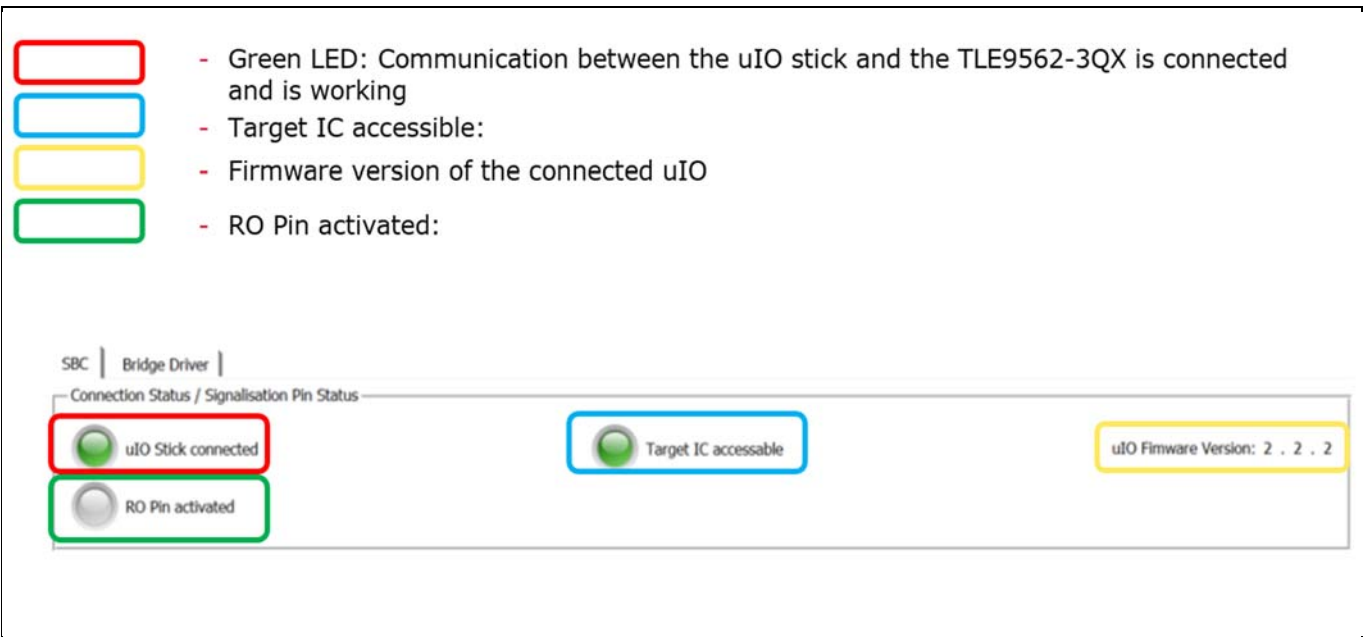 - Green LED: Communication between the uIO stick and the TLE9562-3QX is connected
and is working
- Target IC accessible:
- Firmware version of the connected uIO
- RO Pin activated:
SBC Bridge Driver
Connection Status / Signalisation Pin Status
uIO Stick connected Target IC accessable uIO Fimware Version: 2 . 2 . 2
RO Pin activated